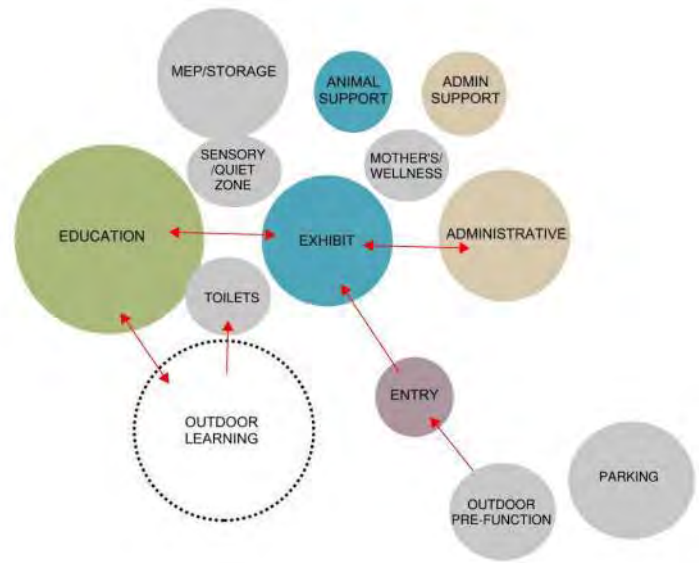 MEP/STORAGE
ANIMAL
SUPPORT
ADMIN
SUPPORT
SENSORY
/QUIET
ZONE
MOTHER'S/
WELLNESS
EDUCATION
EXHIBIT
ADMINISTRATIVE
TOILETS
ENTRY
OUTDOOR
LEARNING
PARKING
OUTDOOR
PRE-FUNCTION